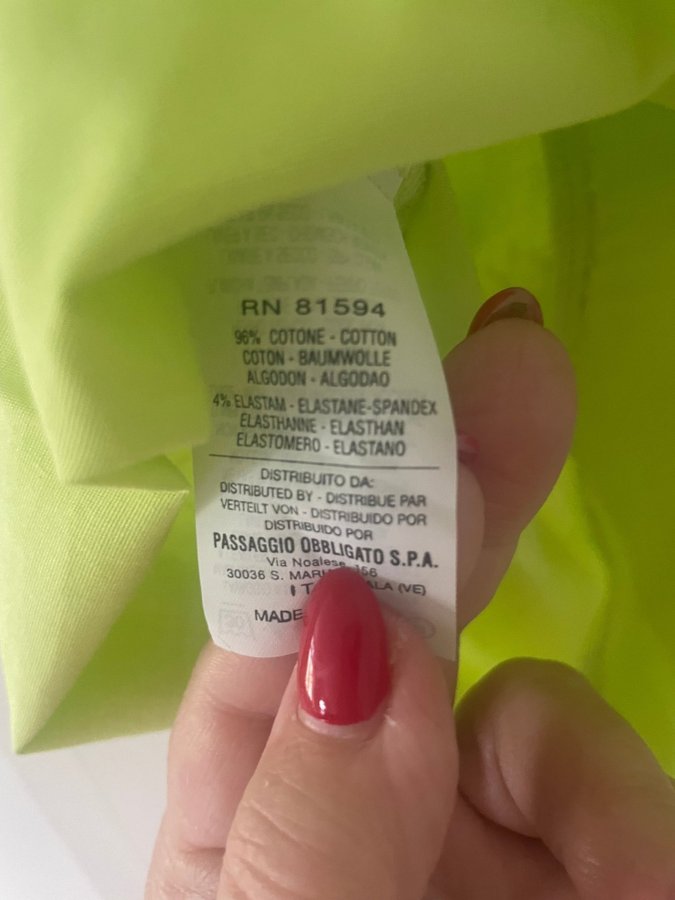 RN 81594
96% COTONE - COTTON
COTON - BAUMWOLLE
ALGODON - ALGODAO
4% ELASTAM - ELASTANE-SPANDEX
ELASTHANNE - ELASTHAN
ELASTOMERO - ELASTANO
DISTRIBUITO DA:
DISTRIBUTED BY - DISTRIBUE PAR
VERTEILT VON - DISTRIBUIDO POR
DISTRIBUIDO POR
PASSAGGIO OBBLIGATO S.P.A.
Via Noalese 156
30036 S. (VE)
MADE